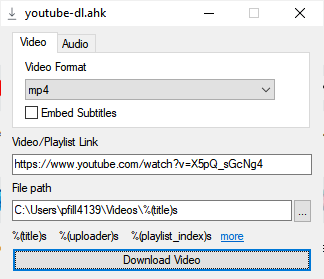 youtube-dl.ahk
Video Audio
Video Format
mp4
Embed Subtitles
Video/Playlist Link
https://www.youtube.com/watch?v=X5pQ_sGcNg4
File path
C:\Users\pfill4139\Videos\%(title)s ...
%(title)s %(uploader)s %(playlist_index)s more
Download Video